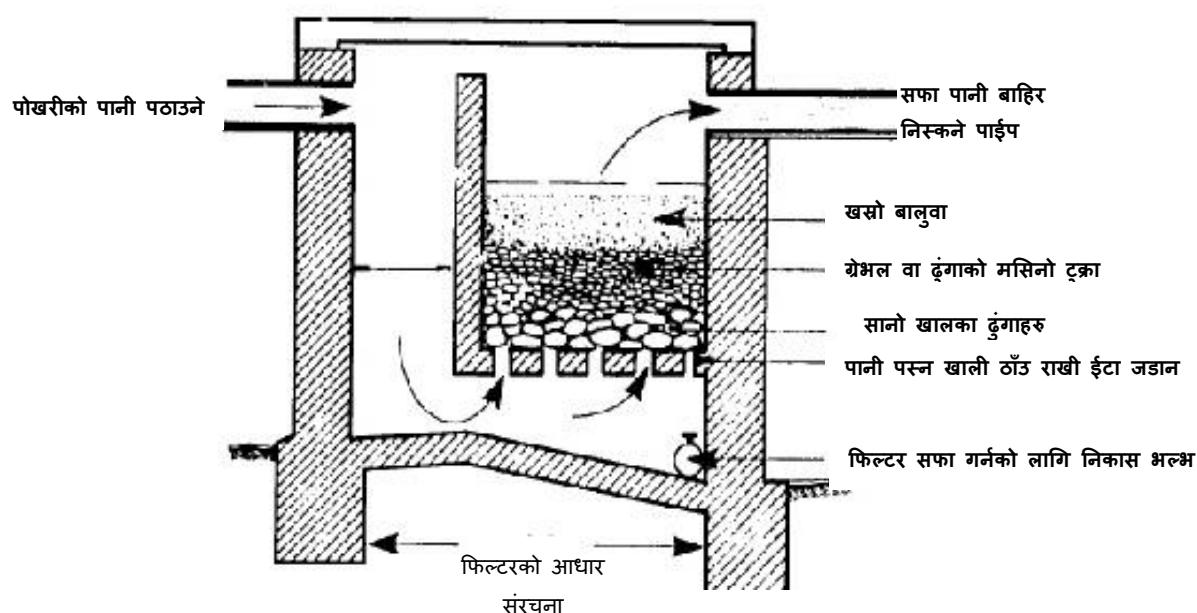 पोखरीको पानी पठाउने
सफा पानी बाहिर
निस्कने पाईप
खस्रो बालुवा
ग्रेभल वा ढुंगाको मसिनो टुक्रा
सानो खालका ढुंगाहरु
पानी पस्न खाली ठाँउ राखी ईटा जडान
फिल्टर सफा गर्नको लागि निकास भल्भ
फिल्टरको आधार
संरचना